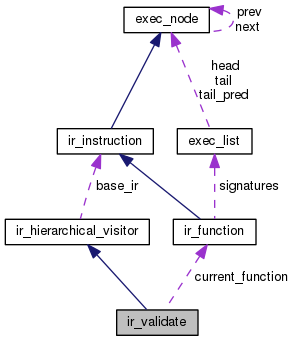 exec_node
prev
next
head
tail
tail_pred
ir_instruction
exec_list
base_ir
signatures
ir_hierarchical_visitor
ir_function
current_function
ir_validate